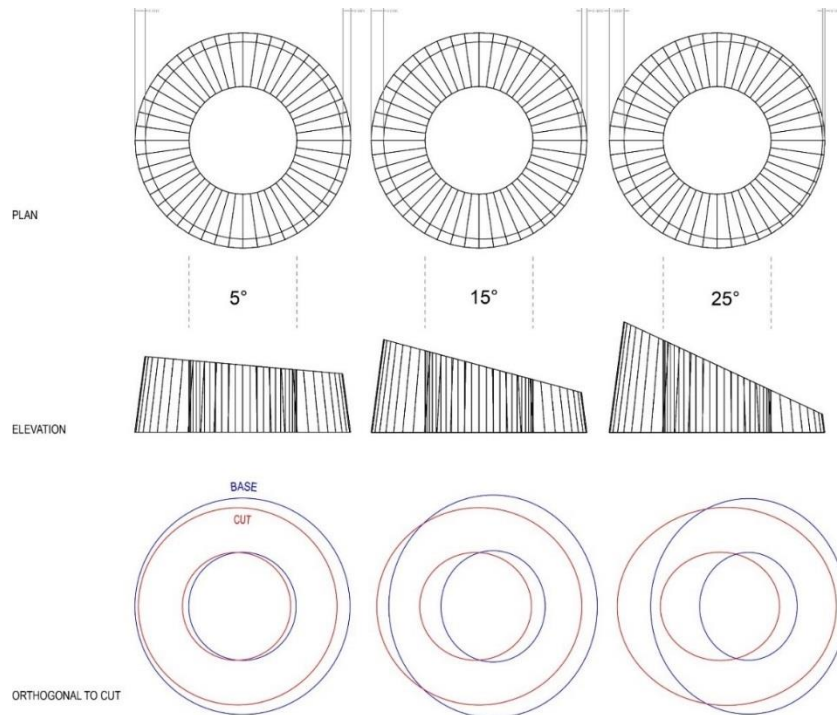 PLAN
5°
15°
25°
ELEVATION
BASE
CUT
ORTHOGONAL TO CUT